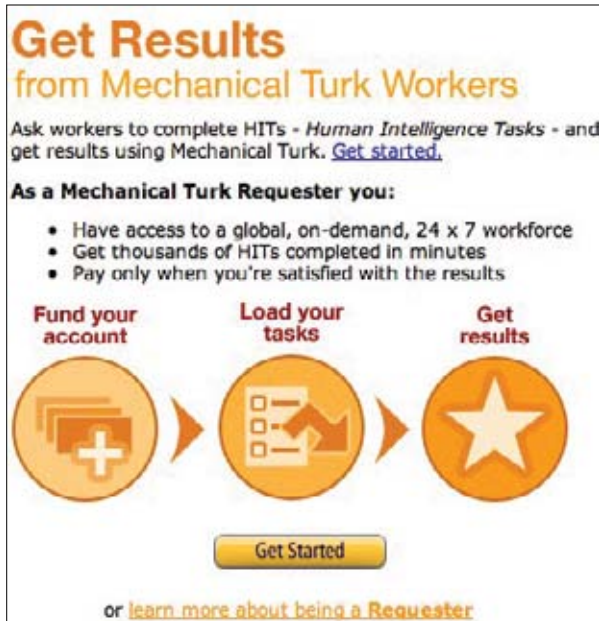 Get Results
from Mechanical Turk Workers
Ask workers to complete HITs - Human Intelligence Tasks - and
get results using Mechanical Turk. Get started.
As a Mechanical Turk Requester you:
• Have access to a global, on-demand, 24 x 7 workforce
• Get thousands of HITs completed in minutes
• Pay only when you're satisfied with the results
Fund your account
Load your tasks
Get results
Get Started
or learn more about being a Requester